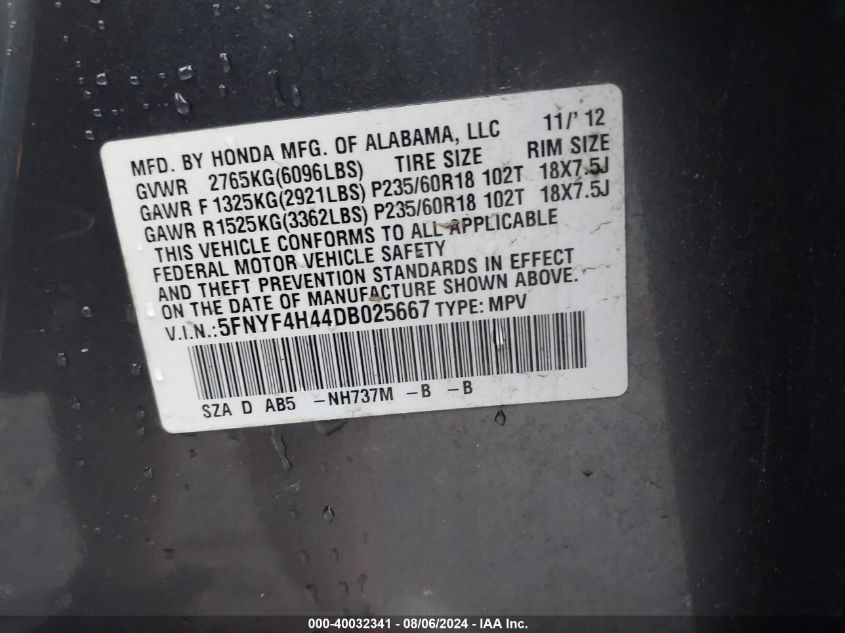 MFD. BY HONDA MFG. OF ALABAMA, LLC 11/' 12
GVWR 2765KG(6096LBS) TIRE SIZE RIM SIZE
GAWR F 1325KG(2921LBS) P235/60R18 102T 18X7.5J
GAWR R 1525KG(3362LBS) P235/60R18 102T 18X7.5J
THIS VEHICLE CONFORMS TO ALL APPLICABLE
FEDERAL MOTOR VEHICLE SAFETY
AND THEFT PREVENTION STANDARDS IN EFFECT
ON THE DATE OF MANUFACTURE SHOWN ABOVE.
V.I.N.:5FNYF4H44DB025667 TYPE: MPV
SZA D AB5 -NH737M -B -B
000-40032341 - 08/06/2024 - IAA Inc.